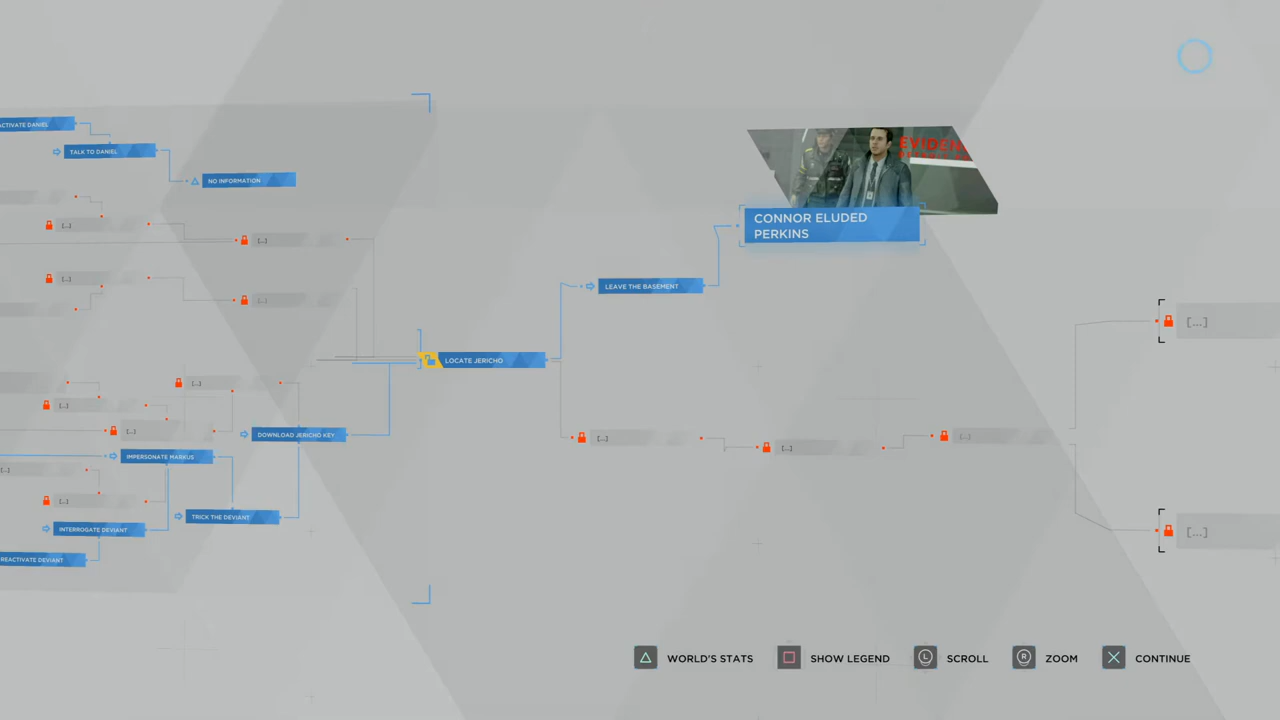 ACTIVATE DANIEL
TALK TO DANIEL
NO INFORMATION
EVIDEN
[...]
[...]
[...]
[...]
CONNOR ELUDED
PERKINS
LEAVE THE BASEMENT
[...]
LOCATE JERICHO
[...]
[...]
[...]
DOWNLOAD JERICHO KEY
[...]
[...]
[...]
IMPERSONATE MARKUS
[...]
[...]
TRICK THE DEVIANT
INTERROGATE DEVIANT
[...]
REACTIVATE DEVIANT
WORLD'S STATS
SHOW LEGEND
L
SCROLL
R
ZOOM
CONTINUE